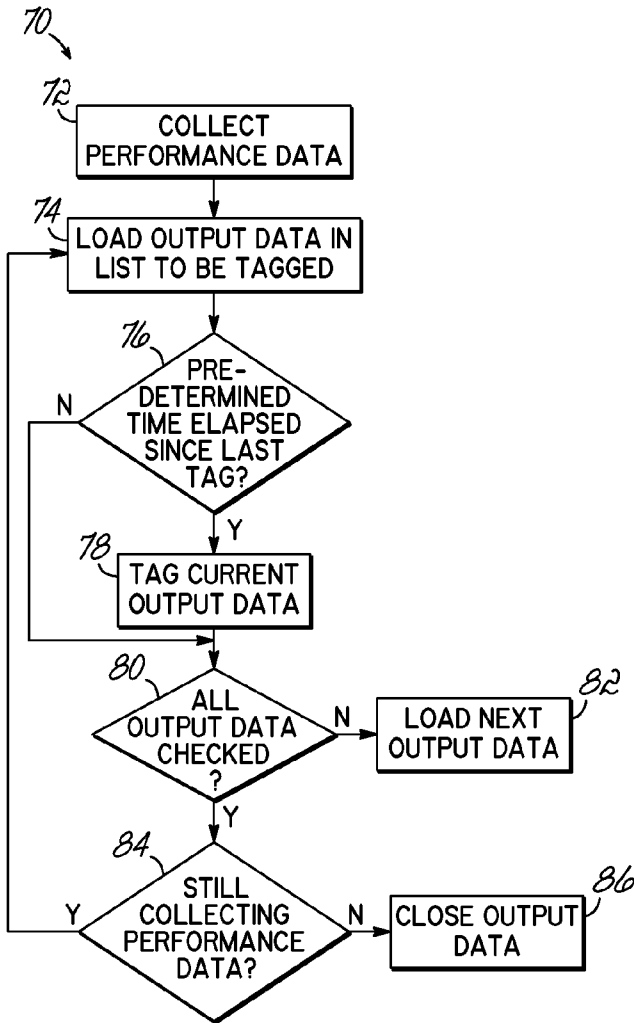 70
72
COLLECT
PERFORMANCE DATA
74
LOAD OUTPUT DATA IN
LIST TO BE TAGGED
76
PRE-
DETERMINED
TIME ELAPSED
SINCE LAST
TAG?
N
Y
78
TAG CURRENT
OUTPUT DATA
80
ALL
OUTPUT DATA
CHECKED
?
N
82
LOAD NEXT
OUTPUT DATA
Y
84
STILL
COLLECTING
PERFORMANCE
DATA?
Y
N
86
CLOSE OUTPUT
DATA